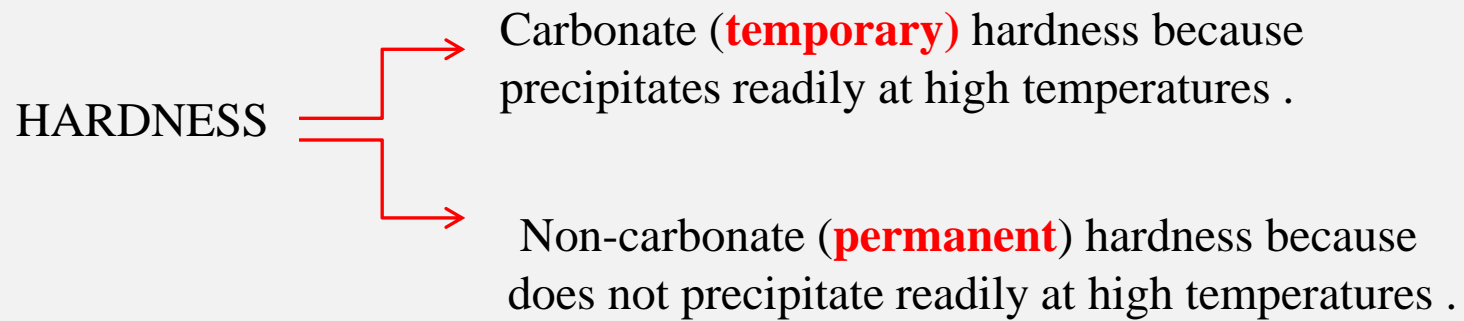 Carbonate (temporary) hardness because
precipitates readily at high temperatures .
HARDNESS
Non-carbonate (permanent) hardness because
does not precipitate readily at high temperatures .